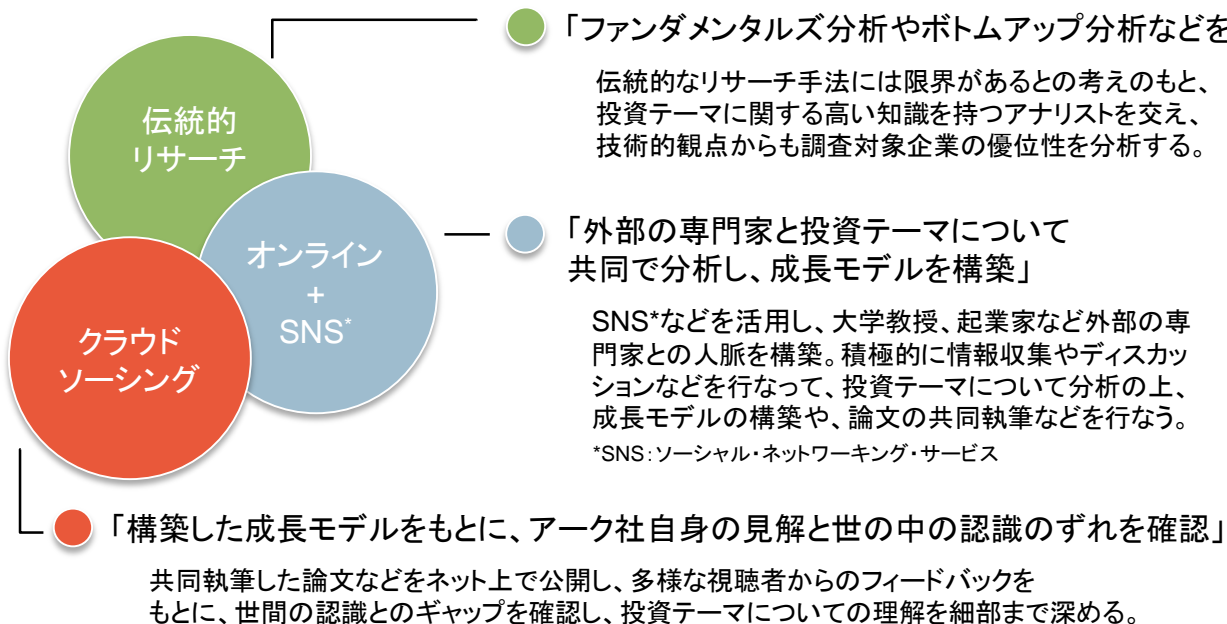 伝統的
リサーチ
オンライン
+
SNS*
クラウド
ソーシング
「ファンダメンタルズ分析やボトムアップ分析などを
伝統的なリサーチ手法には限界があるとの考えのもと、
投資テーマに関する高い知識を持つアナリストを交え、
技術的観点からも調査対象企業の優位性を分析する。
「外部の専門家と投資テーマについて
共同で分析し、成長モデルを構築」
SNS*などを活用し、大学教授、起業家など外部の専
門家との人脈を構築。積極的に情報収集やディスカッ
ションなどを行なって、投資テーマについて分析の上、
成長モデルの構築や、論文の共同執筆などを行なう。
*SNS：ソーシャル・ネットワーキング・サービス
「構築した成長モデルをもとに、アーク社自身の見解と世の中の認識のずれを確認」
共同執筆した論文などをネット上で公開し、多様な視聴者からのフィードバックを
もとに、世間の認識とのギャップを確認し、投資テーマについての理解を細部まで深める。